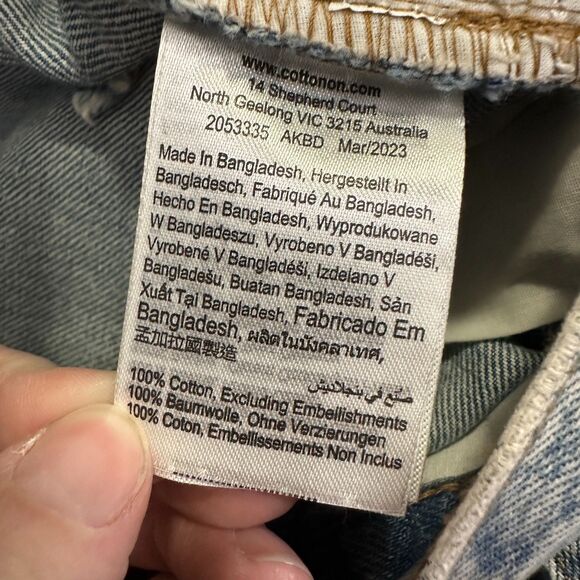 www.cottonon.com
14 Shepherd Court
North Geelong VIC 3215 Australia
2053335 AKBD Mar/2023
Made In Bangladesh, Hergestellt In
Bangladesch, Fabriqué Au Bangladesh,
Hecho En Bangladesh, Wyprodukowane
W Bangladeszu, Vyrobeno V Bangladéši,
Vyrobené V Bangladéši, Izdelano V
Bangladešu, Buatan Bangladesh, Sản
Xuất Tại Bangladesh, Fabricado Em
Bangladesh, ผลิตในบังคลาเทศ,
孟加拉國製造
صنع في بنجلاديش
100% Cotton, Excluding Embellishments
100% Baumwolle, Ohne Verzierungen
100% Coton, Embellissements Non Inclus